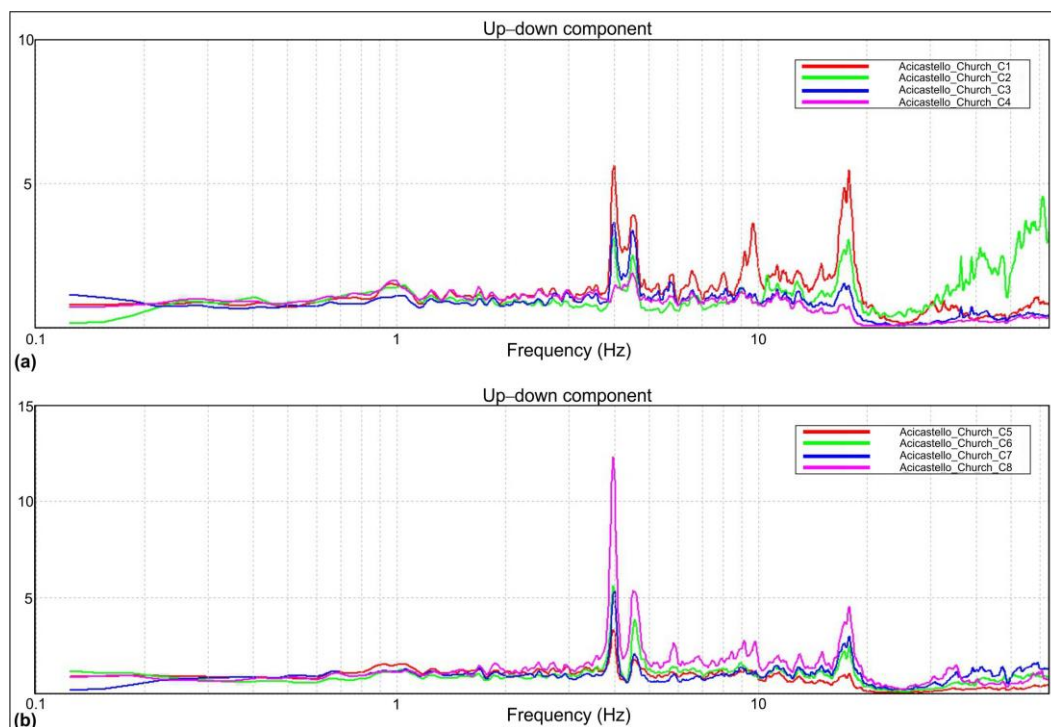 Up–down component
10
Acicastello_Church_C1
Acicastello_Church_C2
Acicastello_Church_C3
Acicastello_Church_C4
5
0.1 1 10
Frequency (Hz)
(a)
Up–down component
15
Acicastello_Church_C5
Acicastello_Church_C6
Acicastello_Church_C7
Acicastello_Church_C8
10
5
0.1 1 10
Frequency (Hz)
(b)